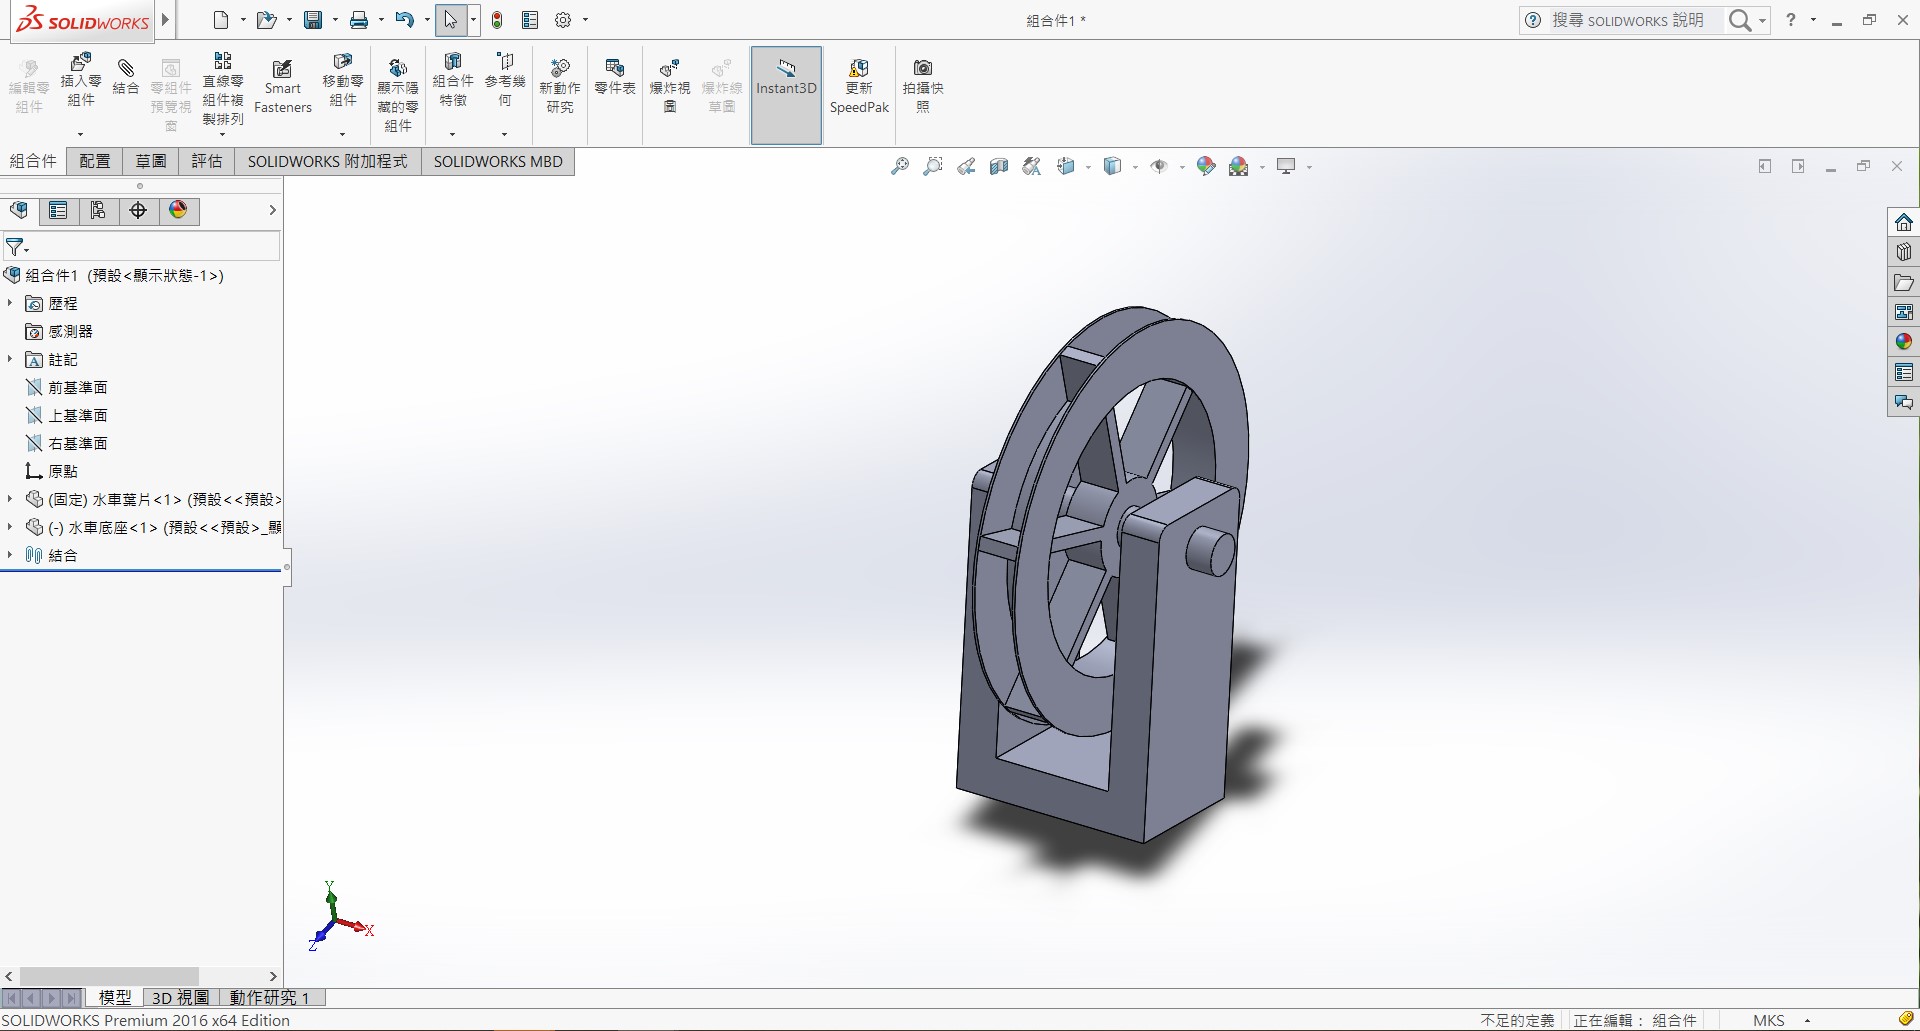 SOLIDWORKS
組合件1 *
搜尋 SOLIDWORKS 說明
?
編輯零組件
插入零組件
結合
零組件預覽視窗
直線零組件複製排列
Smart Fasteners
移動零組件
顯示隱藏的零組件
組合件特徵
參考幾何
新動作研究
零件表
爆炸視圖
爆炸線草圖
Instant3D
更新 SpeedPak
拍攝快照
組合件
配置
草圖
評估
SOLIDWORKS 附加程式
SOLIDWORKS MBD
組合件1 (預設<顯示狀態-1>)
歷程
感測器
註記
前基準面
上基準面
右基準面
原點
(固定) 水車葉片<1> (預設<<預設>
(-) 水車底座<1> (預設<<預設>_顯
結合
Y
X
Z
模型
3D 視圖
動作研究 1
SOLIDWORKS Premium 2016 x64 Edition
不足的定義
正在編輯： 組合件
MKS